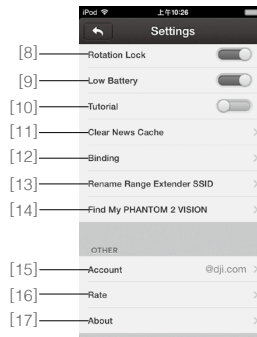 iPod 上午10:26
Settings
[8] Rotation Lock
[9] Low Battery
[10] Tutorial
[11] Clear News Cache
[12] Binding
[13] Rename Range Extender SSID
[14] Find My PHANTOM 2 VISION
OTHER
[15] Account @dji.com
[16] Rate
[17] About